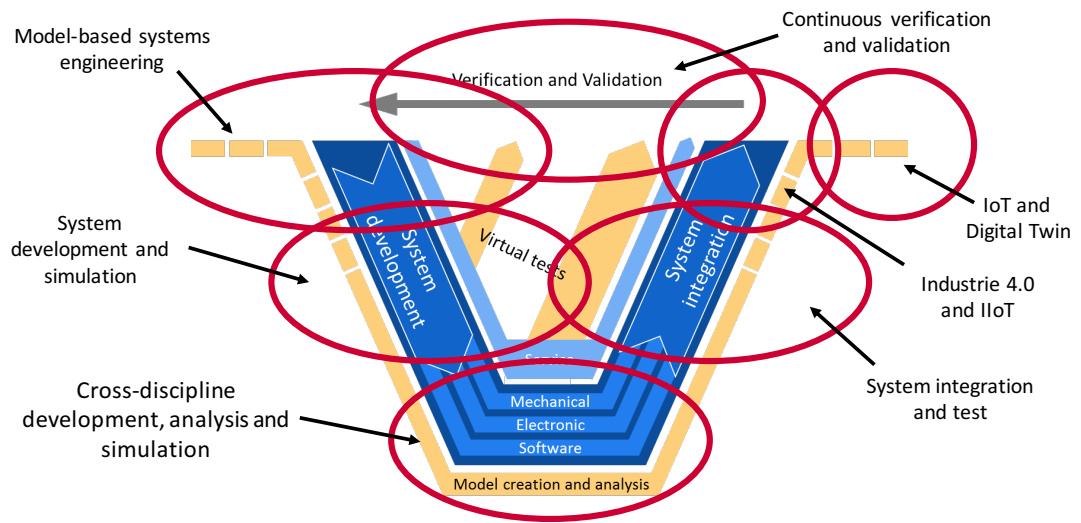 Continuous verification
and validation
Model-based systems
engineering
Verification and Validation
System
development and
simulation
System
development
Virtual tests
System
integration
IoT and
Digital Twin
Industrie 4.0
and IIoT
Service
System integration
and test
Cross-discipline
development, analysis and
simulation
Mechanical
Electronic
Software
Model creation and analysis